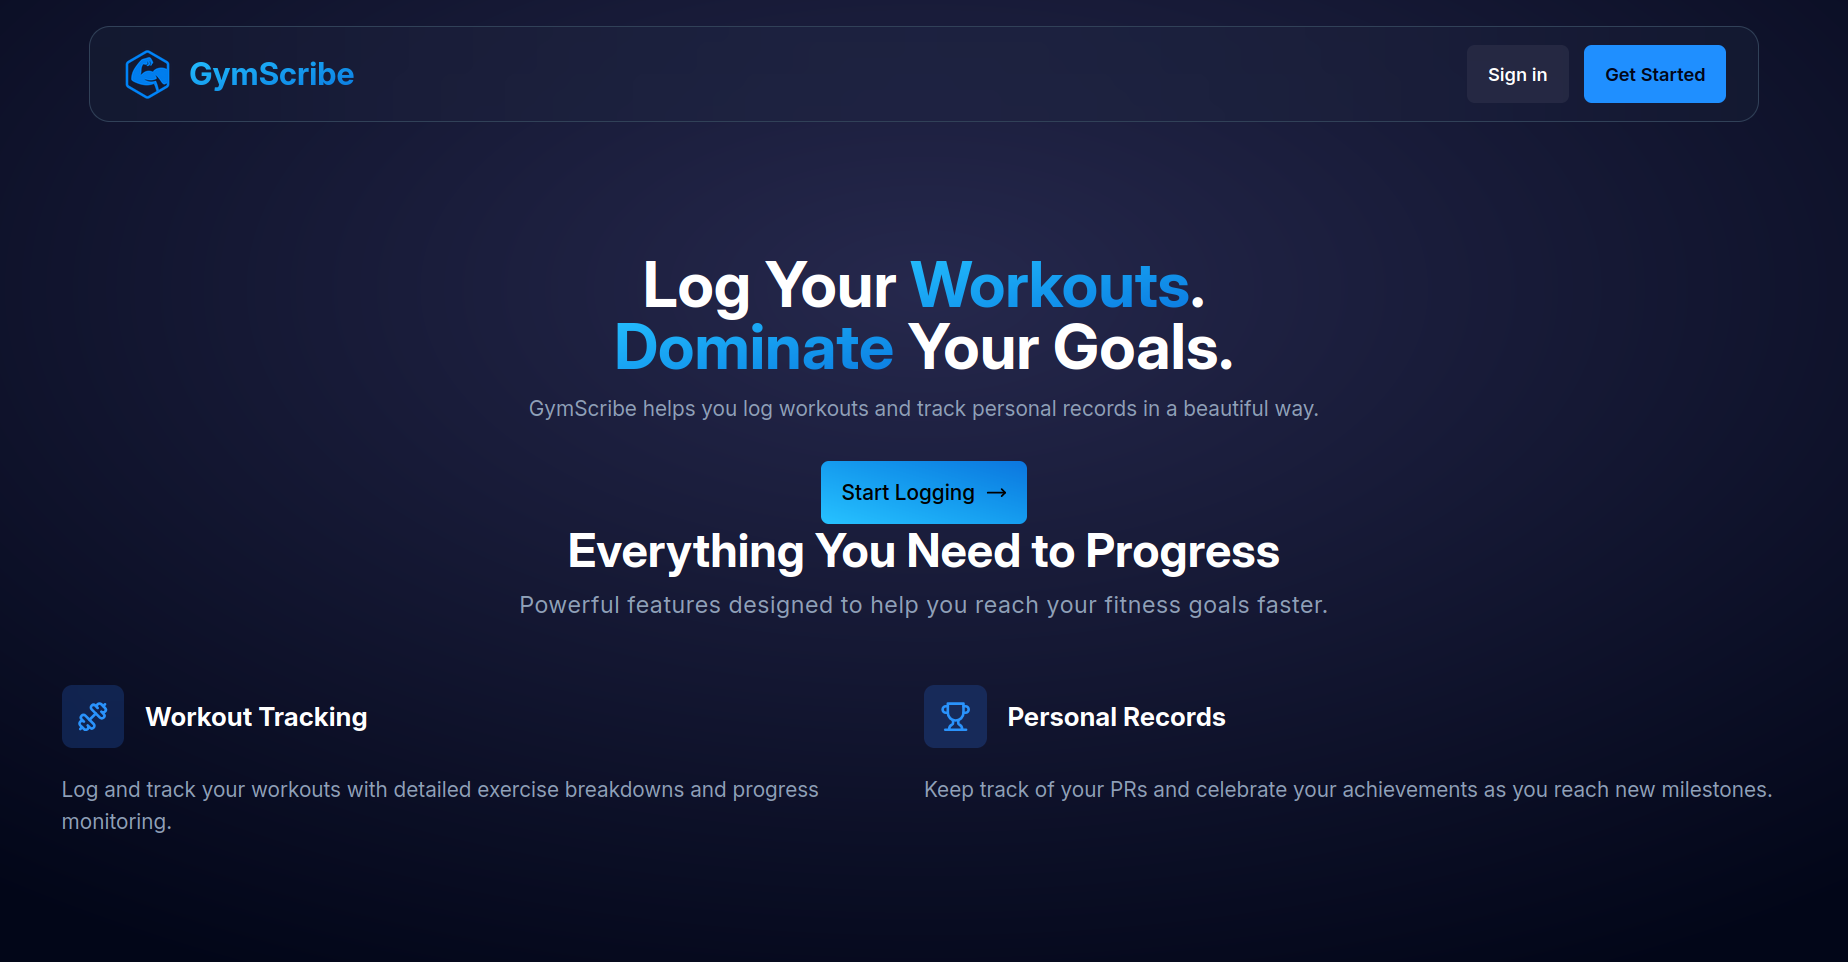 GymScribe
Sign in
Get Started
Log Your Workouts.
Dominate Your Goals.
GymScribe helps you log workouts and track personal records in a beautiful way.
Start Logging →
Everything You Need to Progress
Powerful features designed to help you reach your fitness goals faster.
Workout Tracking
Log and track your workouts with detailed exercise breakdowns and progress
monitoring.
Personal Records
Keep track of your PRs and celebrate your achievements as you reach new milestones.